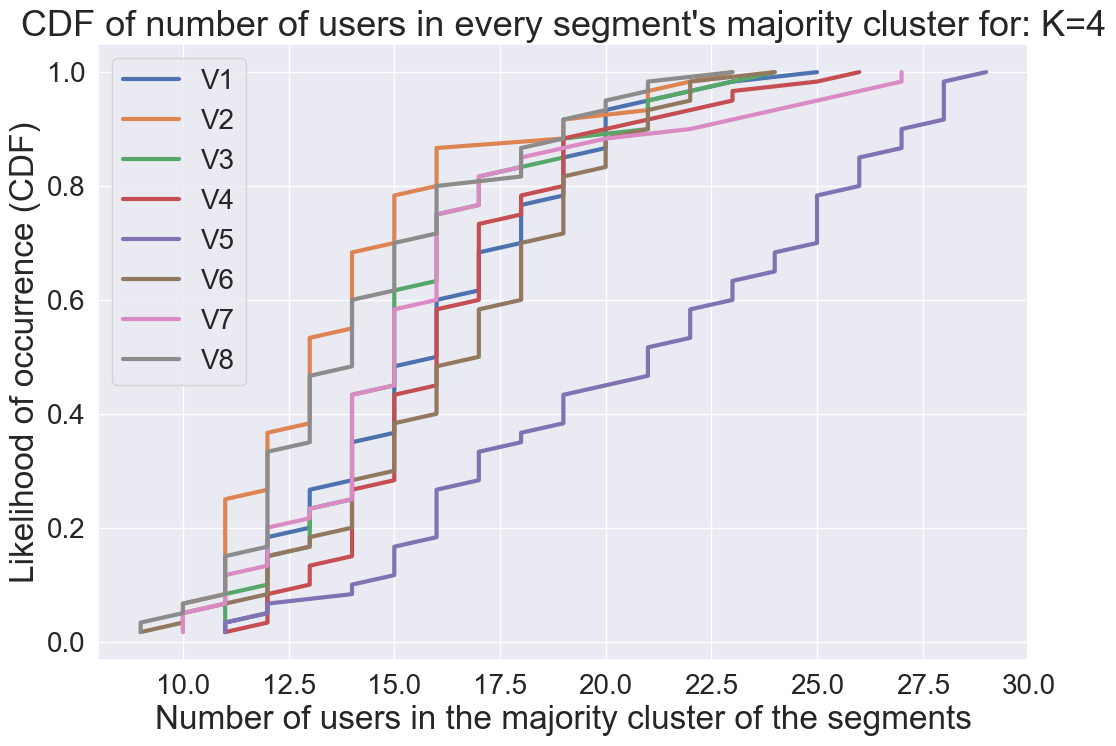 CDF of number of users in every segment's majority cluster for: K=4
1.0
0.8
0.6
0.4
0.2
0.0
Likelihood of occurrence (CDF)
V1
V2
V3
V4
V5
V6
V7
V8
10.0 12.5 15.0 17.5 20.0 22.5 25.0 27.5 30.0
Number of users in the majority cluster of the segments